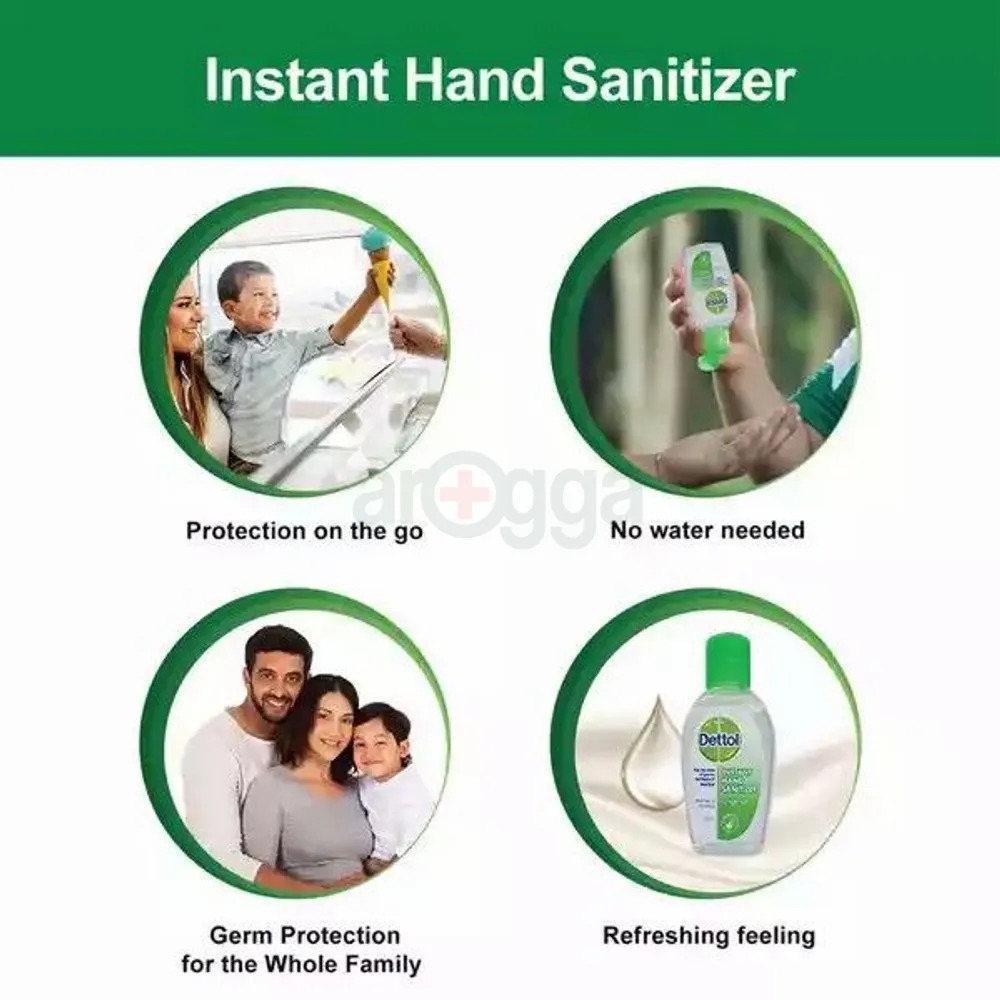 Instant Hand Sanitizer
Protection on the go
No water needed
arogga
Germ Protection
for the Whole Family
Refreshing feeling
Dettol